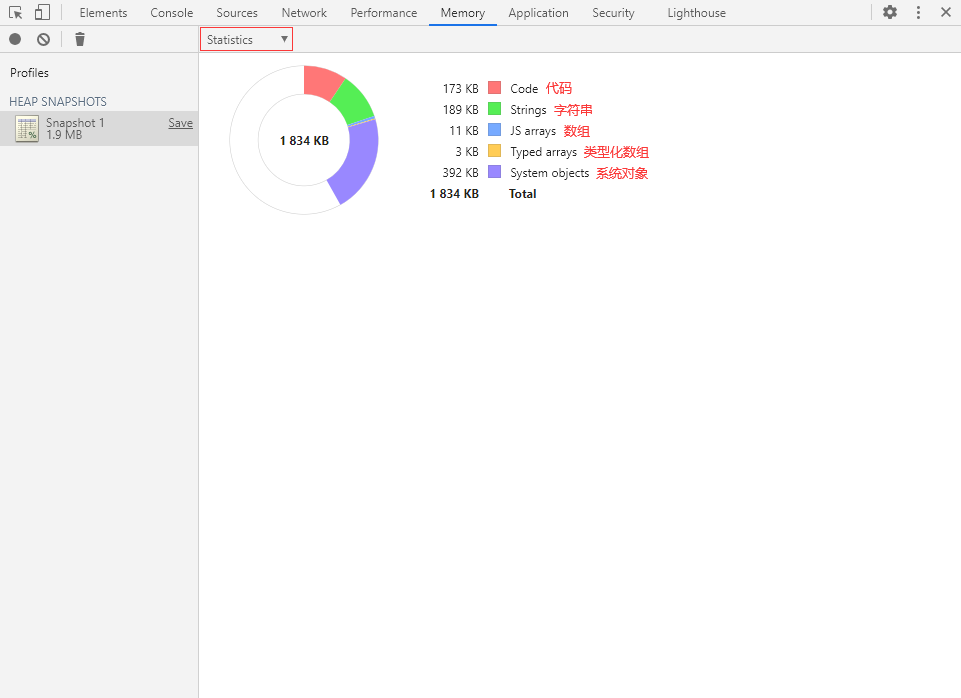 Elements Console Sources Network Performance Memory Application Security Lighthouse
Statistics ▼
Profiles
HEAP SNAPSHOTS
Snapshot 1 Save
1.9 MB
%
1 834 KB
173 KB Code 代码
189 KB Strings 字符串
11 KB JS arrays 数组
3 KB Typed arrays 类型化数组
392 KB System objects 系统对象
1 834 KB Total